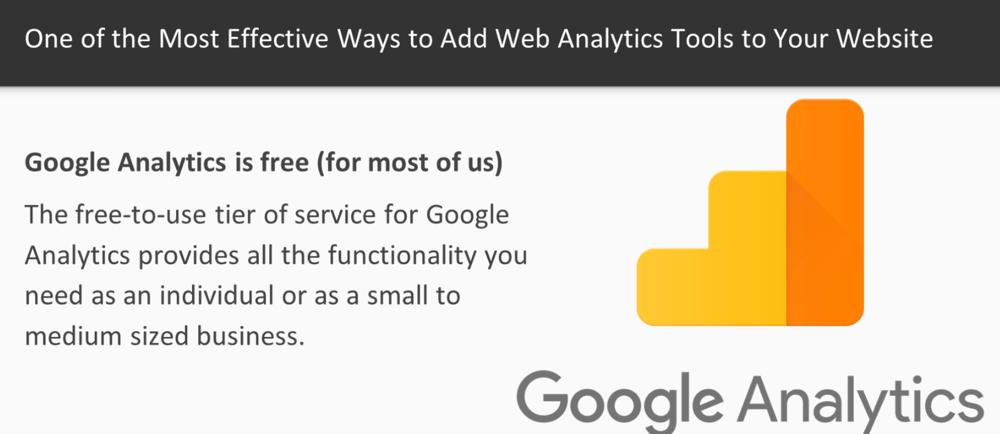 One of the Most Effective Ways to Add Web Analytics Tools to Your Website
Google Analytics is free (for most of us)
The free-to-use tier of service for Google
Analytics provides all the functionality you
need as an individual or as a small to
medium sized business.
Google Analytics